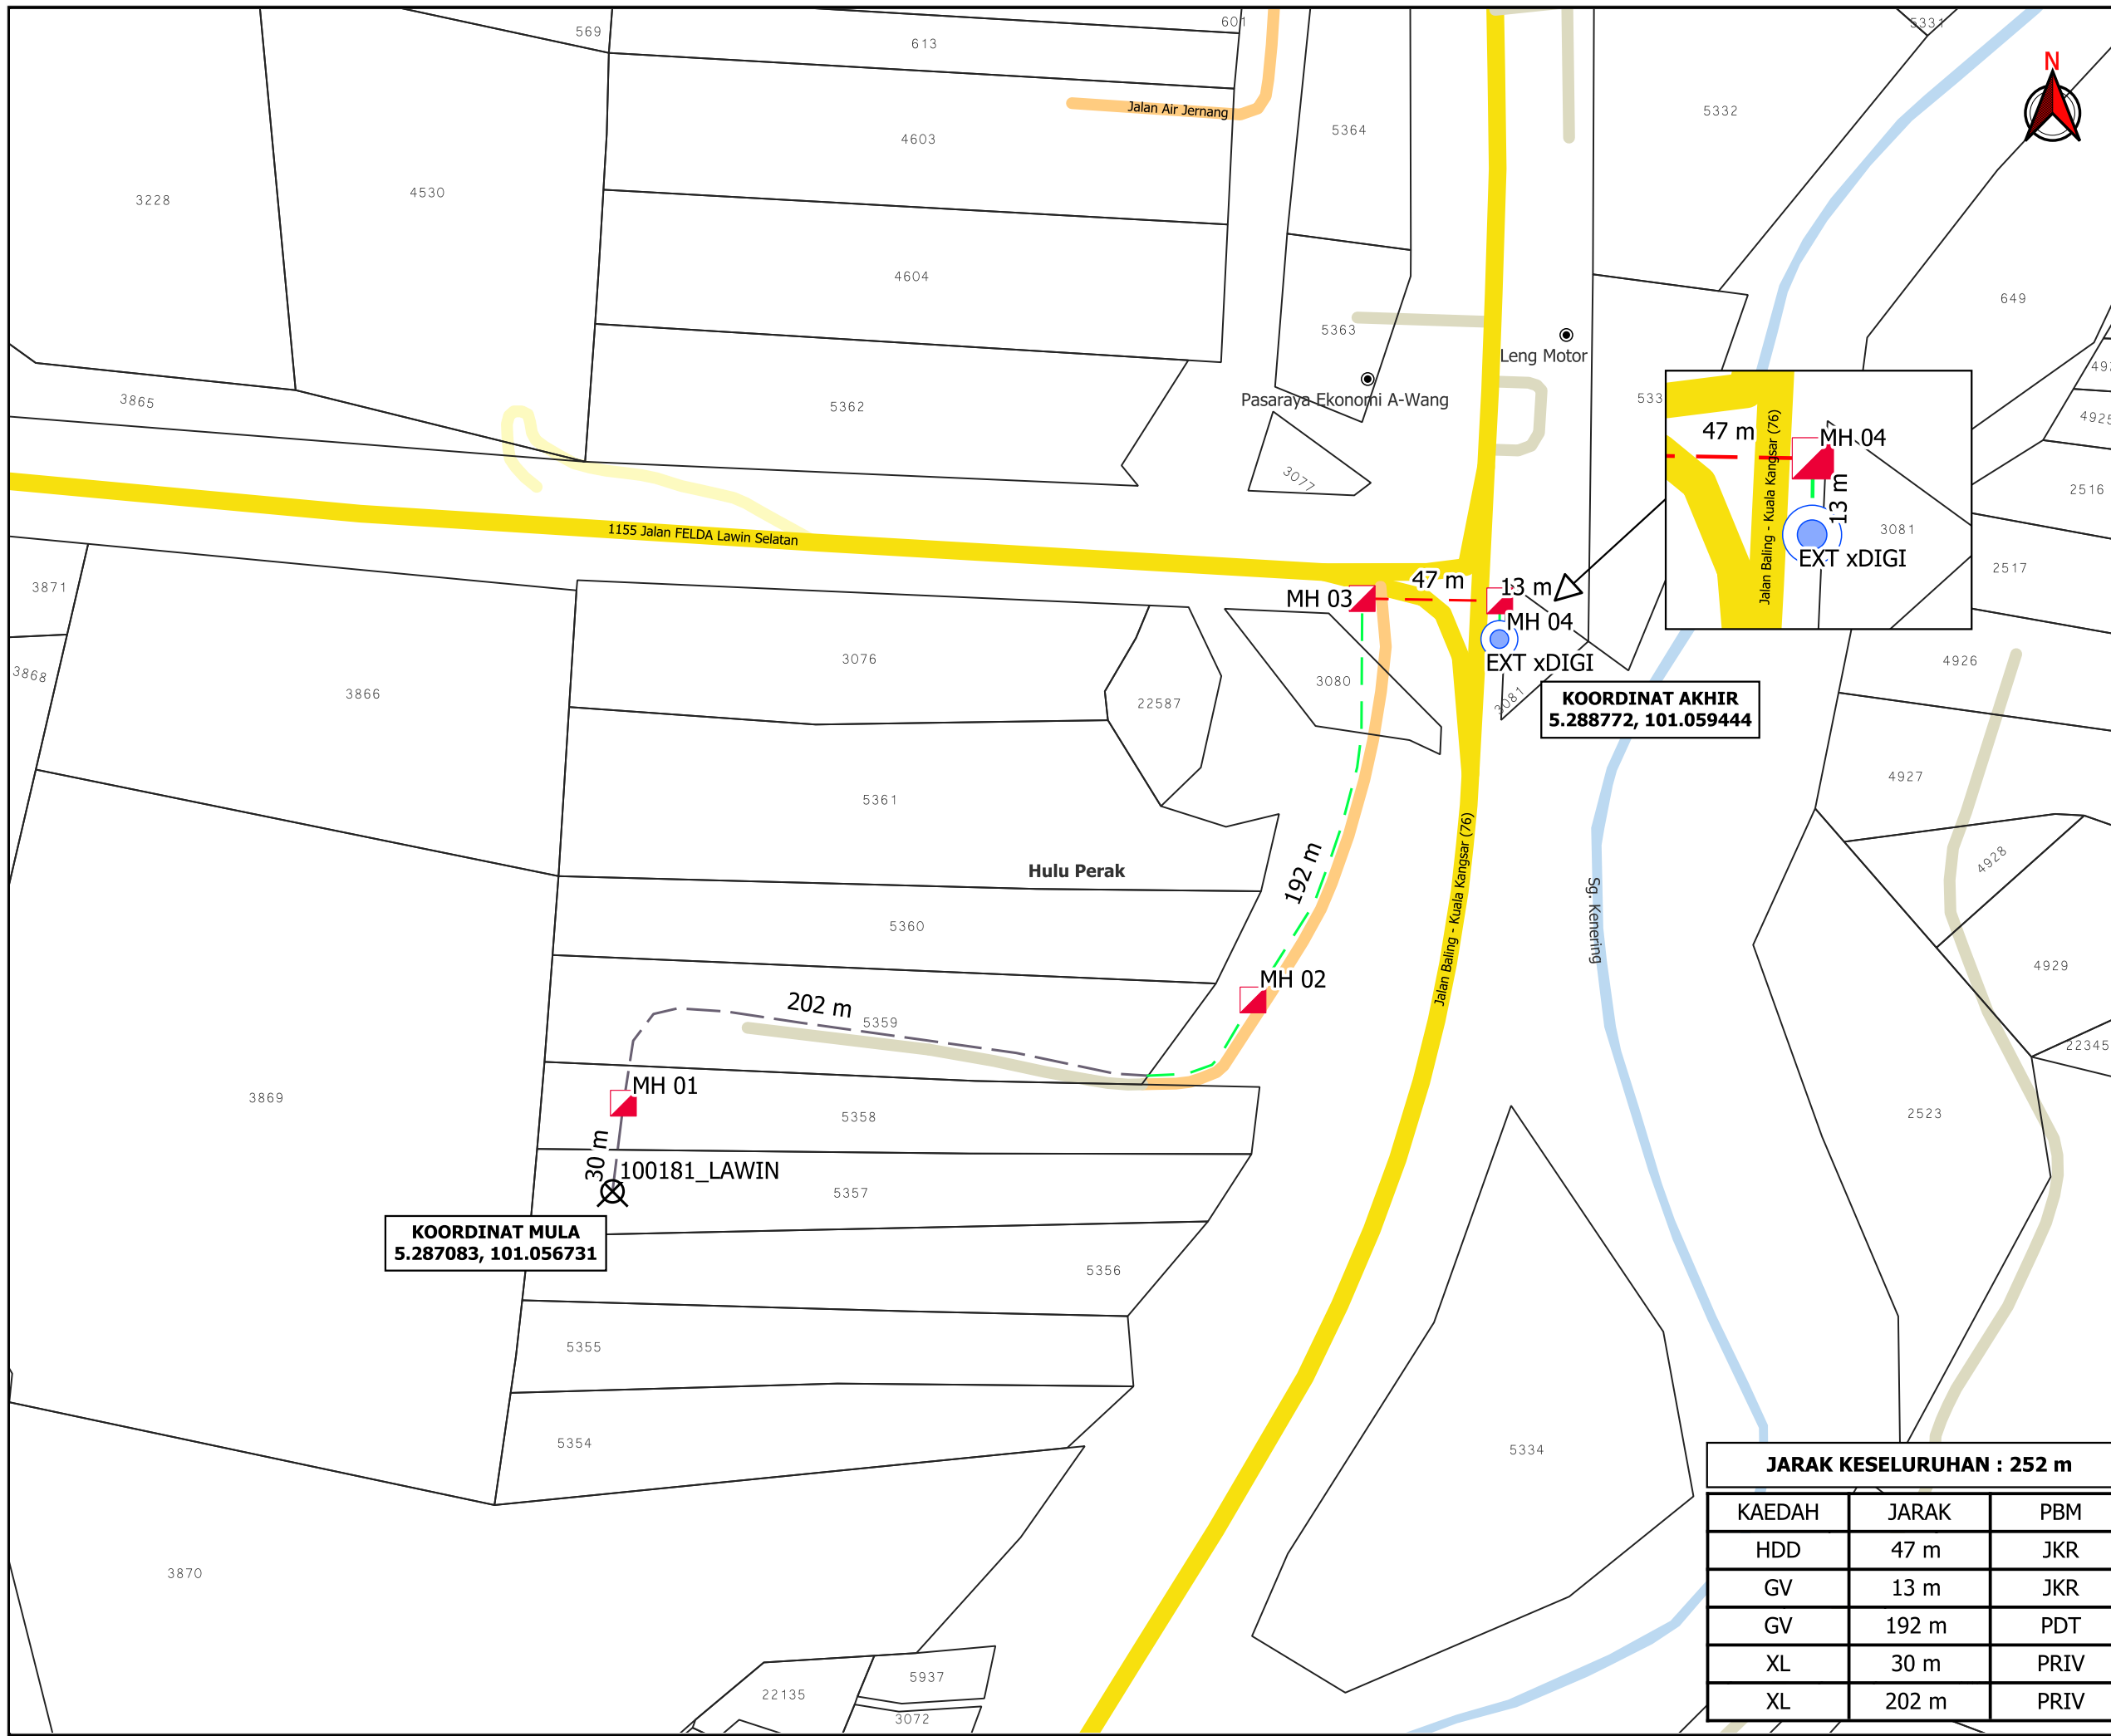 569
613
601
5331
N
Jalan Air Jernang
5332
5364
4603
3228
4530
4604
649
5363
Leng Motor
Pasaraya Ekonomi A-Wang
3865
5362
533
492
4925
3077
2516
1155 Jalan FELDA Lawin Selatan
47 m
MH 04
13 m
Jalan Baling - Kuala Kangsar (76)
3081
EXT xDIGI
2517
3871
47 m
13 m
MH 03
MH 04
EXT xDIGI
3868
3866
3076
22587
3080
3081
4926
KOORDINAT AKHIR
5.288772, 101.059444
4927
5361
4928
Hulu Perak
192 m
Jalan Baling - Kuala Kangsar (76)
Sg. Kenering
5360
4929
MH 02
202 m
5359
22345
MH 01
3869
5358
2523
30 m
100181_LAWIN
5357
KOORDINAT MULA
5.287083, 101.056731
5356
5355
5354
5334
JARAK KESELURUHAN : 252 m
KAEDAH JARAK PBM
HDD 47 m JKR
GV 13 m JKR
GV 192 m PDT
XL 30 m PRIV
XL 202 m PRIV
3870
5937
22135
3072